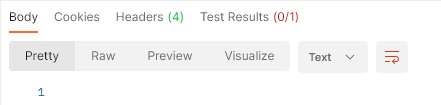 Body Cookies Headers (4) Test Results (0/1)
Pretty Raw Preview Visualize Text
1